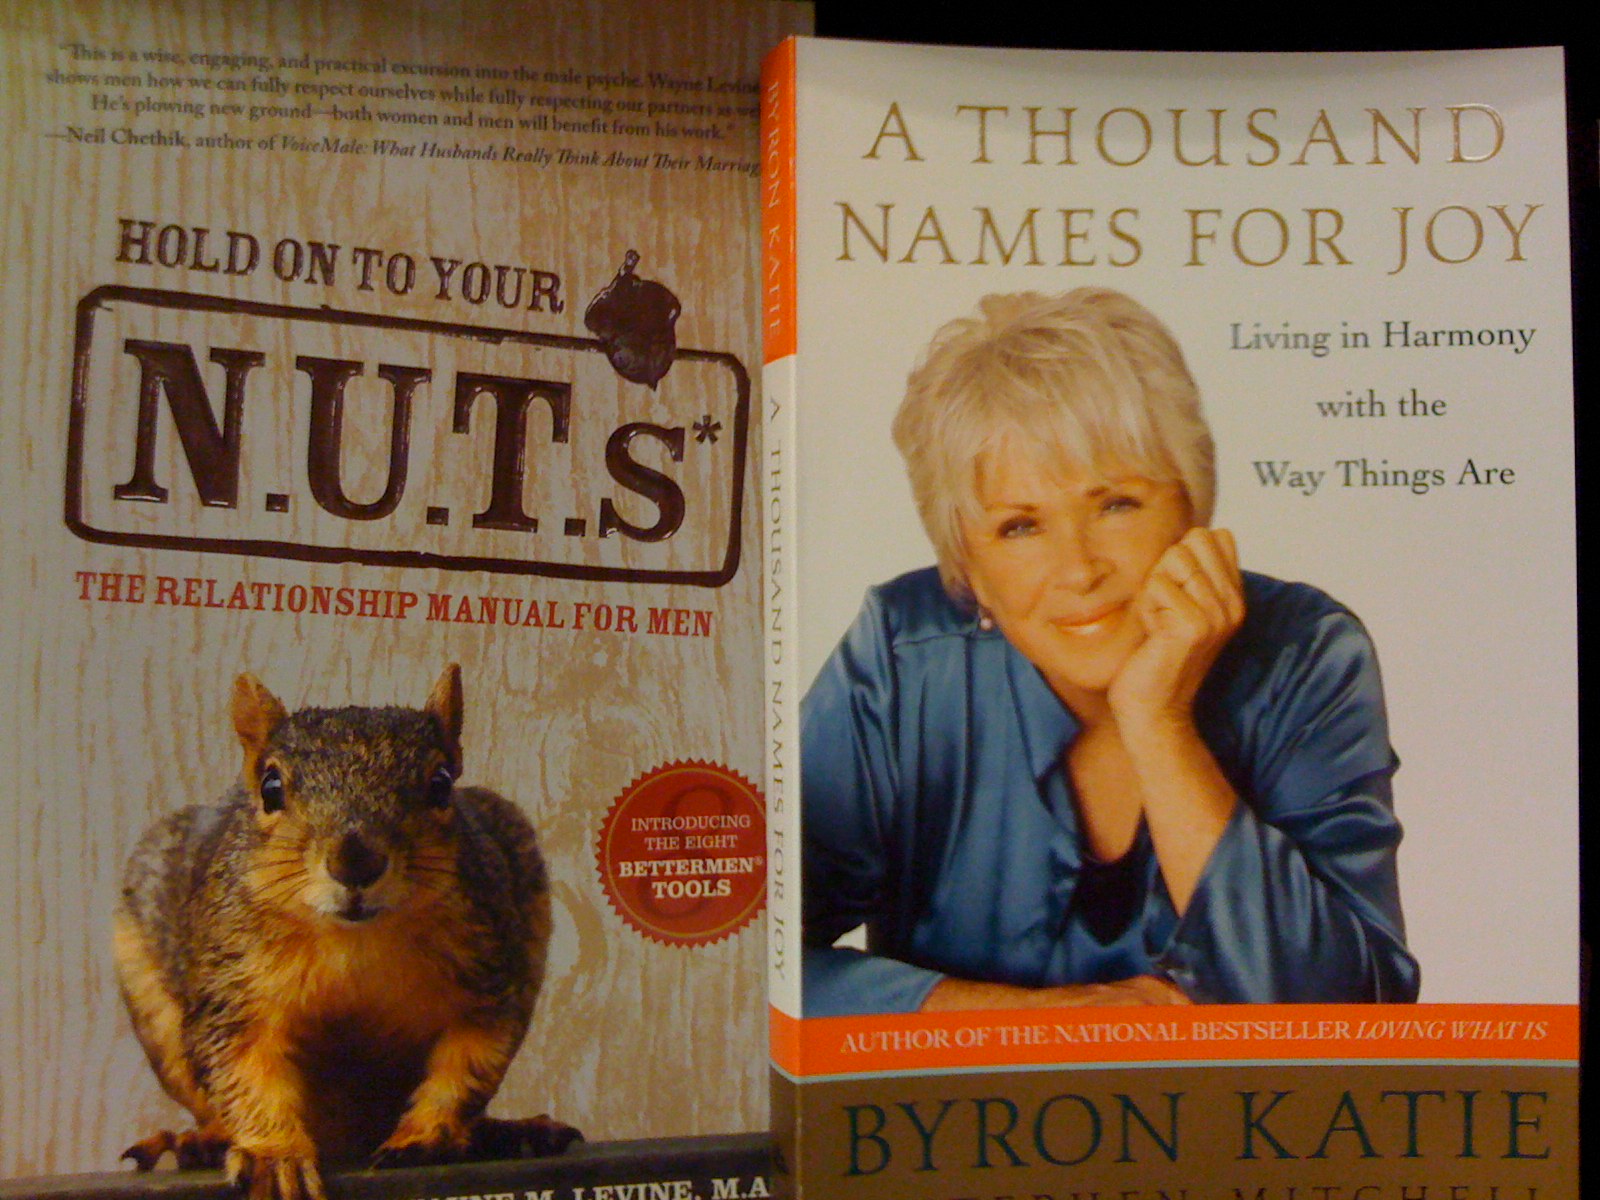 "This is a wise, engaging, and practical excursion into the male psyche. Wayne Levine
shows men how we can fully respect ourselves while fully respecting our partners as
He's plowing new ground—both women and men will benefit from his work."
—Neil Chethik, author of VoiceMale: What Husbands Really Think About Their
HOLD ON TO YOUR
N.U.T.s*
THE RELATIONSHIP MANUAL FOR MEN
8
INTRODUCING
THE EIGHT
BETTERMEN®
TOOLS
M. LEVINE, M.A
BYRON KATIE A THOUSAND NAMES FOR JOY
A THOUSAND
NAMES FOR JOY
Living in Harmony
with the
Way Things Are
AUTHOR OF THE NATIONAL BESTSELLER LOVING WHAT IS
BYRON KATIE
MITCHELL